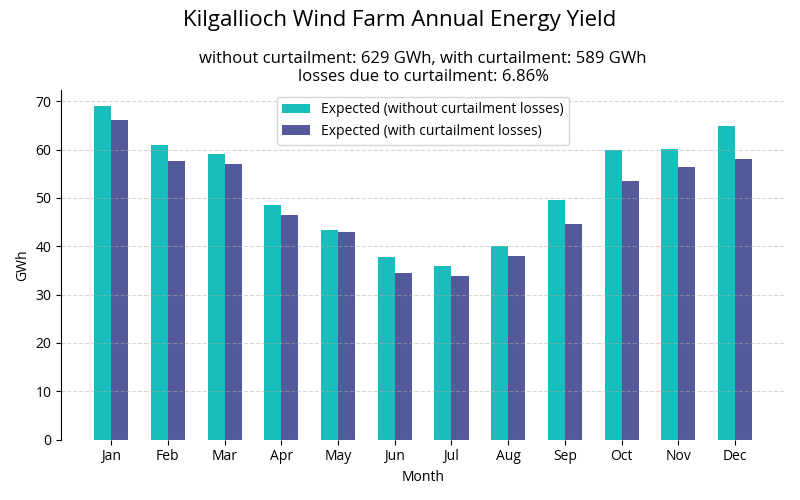 Kilgallioch Wind Farm Annual Energy Yield
without curtailment: 629 GWh, with curtailment: 589 GWh
losses due to curtailment: 6.86%
Expected (without curtailment losses)
Expected (with curtailment losses)
GWh
70
60
50
40
30
20
10
0
Jan Feb Mar Apr May Jun Jul Aug Sep Oct Nov Dec
Month